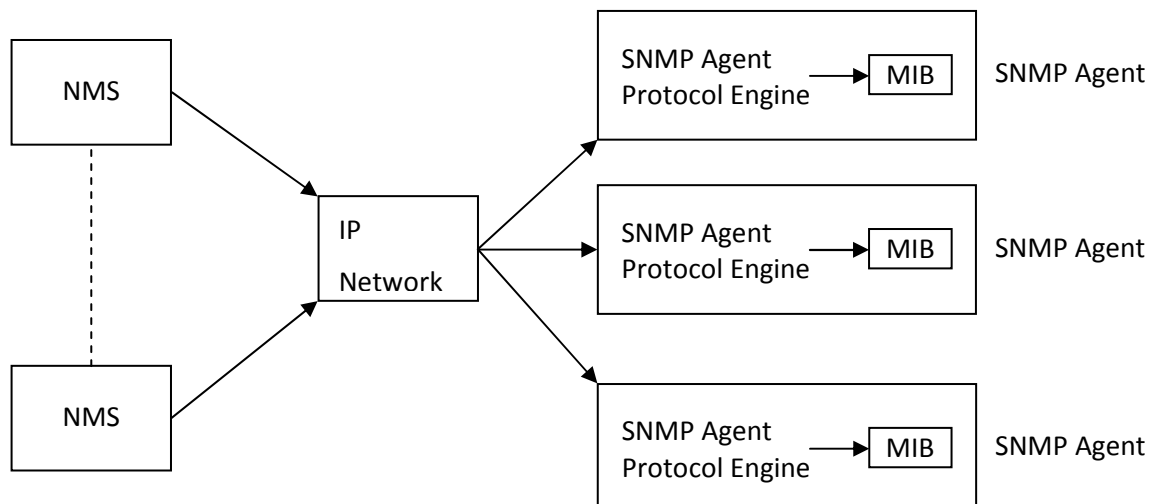 NMS
NMS
IP
Network
SNMP Agent
Protocol Engine
MIB
SNMP Agent
SNMP Agent
Protocol Engine
MIB
SNMP Agent
SNMP Agent
Protocol Engine
MIB
SNMP Agent